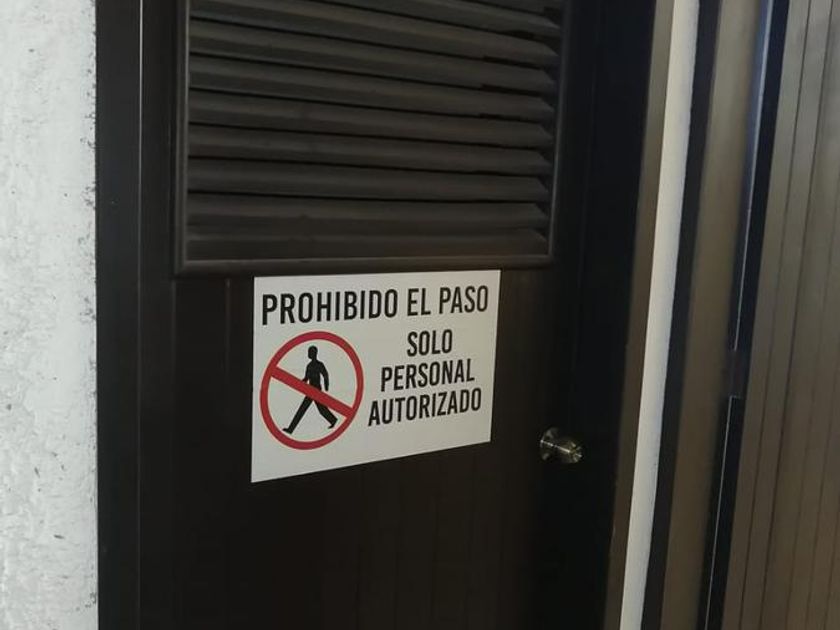 PROHIBIDO EL PASO
SOLO
PERSONAL
AUTORIZADO